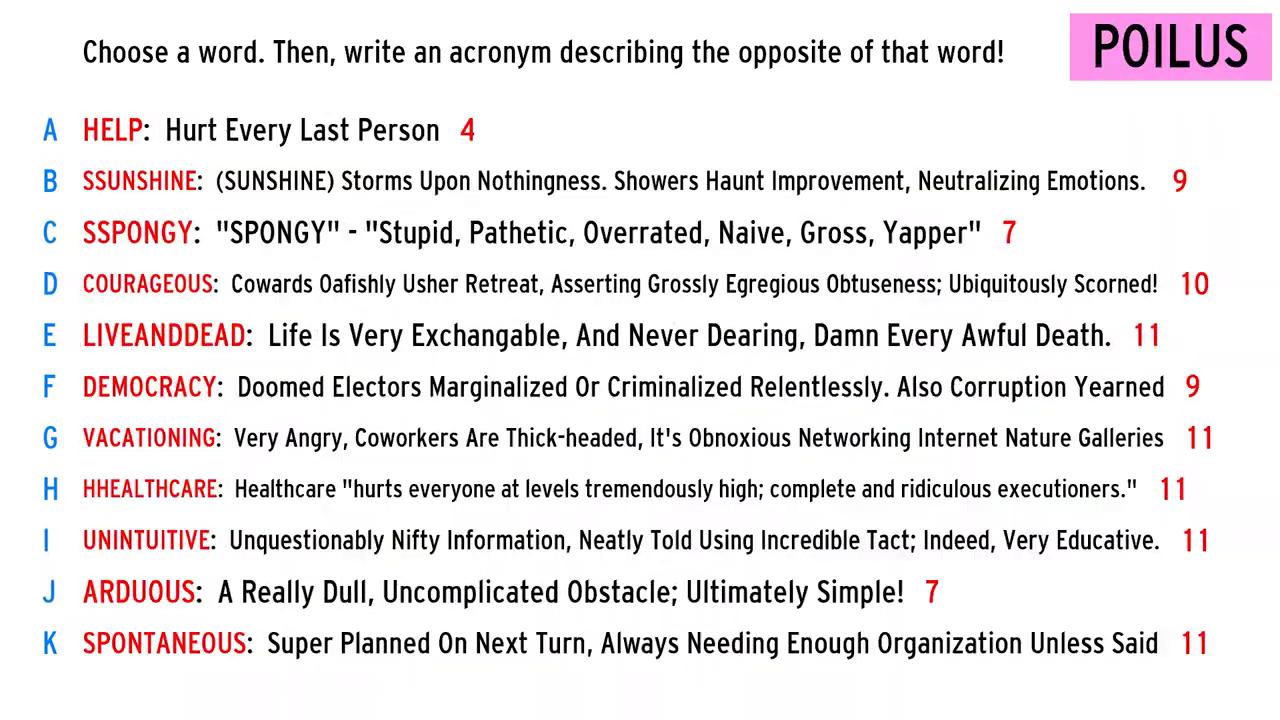 Choose a word. Then, write an acronym describing the opposite of that word!
POILUS
A HELP: Hurt Every Last Person 4
B SSUNSHINE: (SUNSHINE) Storms Upon Nothingness. Showers Haunt Improvement, Neutralizing Emotions. 9
C SSPONGY: "SPONGY" - "Stupid, Pathetic, Overrated, Naive, Gross, Yapper" 7
D COURAGEOUS: Cowards Oafishly Usher Retreat, Asserting Grossly Egregious Obtuseness; Ubiquitously Scorned! 10
E LIVEANDDEAD: Life Is Very Exchangable, And Never Dearing, Damn Every Awful Death. 11
F DEMOCRACY: Doomed Electors Marginalized Or Criminalized Relentlessly. Also Corruption Yearned 9
G VACATIONING: Very Angry, Coworkers Are Thick-headed, It's Obnoxious Networking Internet Nature Galleries 11
H HHEALTHCARE: Healthcare "hurts everyone at levels tremendously high; complete and ridiculous executioners." 11
I UNINTUITIVE: Unquestionably Nifty Information, Neatly Told Using Incredible Tact; Indeed, Very Educative. 11
J ARDUOUS: A Really Dull, Uncomplicated Obstacle; Ultimately Simple! 7
K SPONTANEOUS: Super Planned On Next Turn, Always Needing Enough Organization Unless Said 11